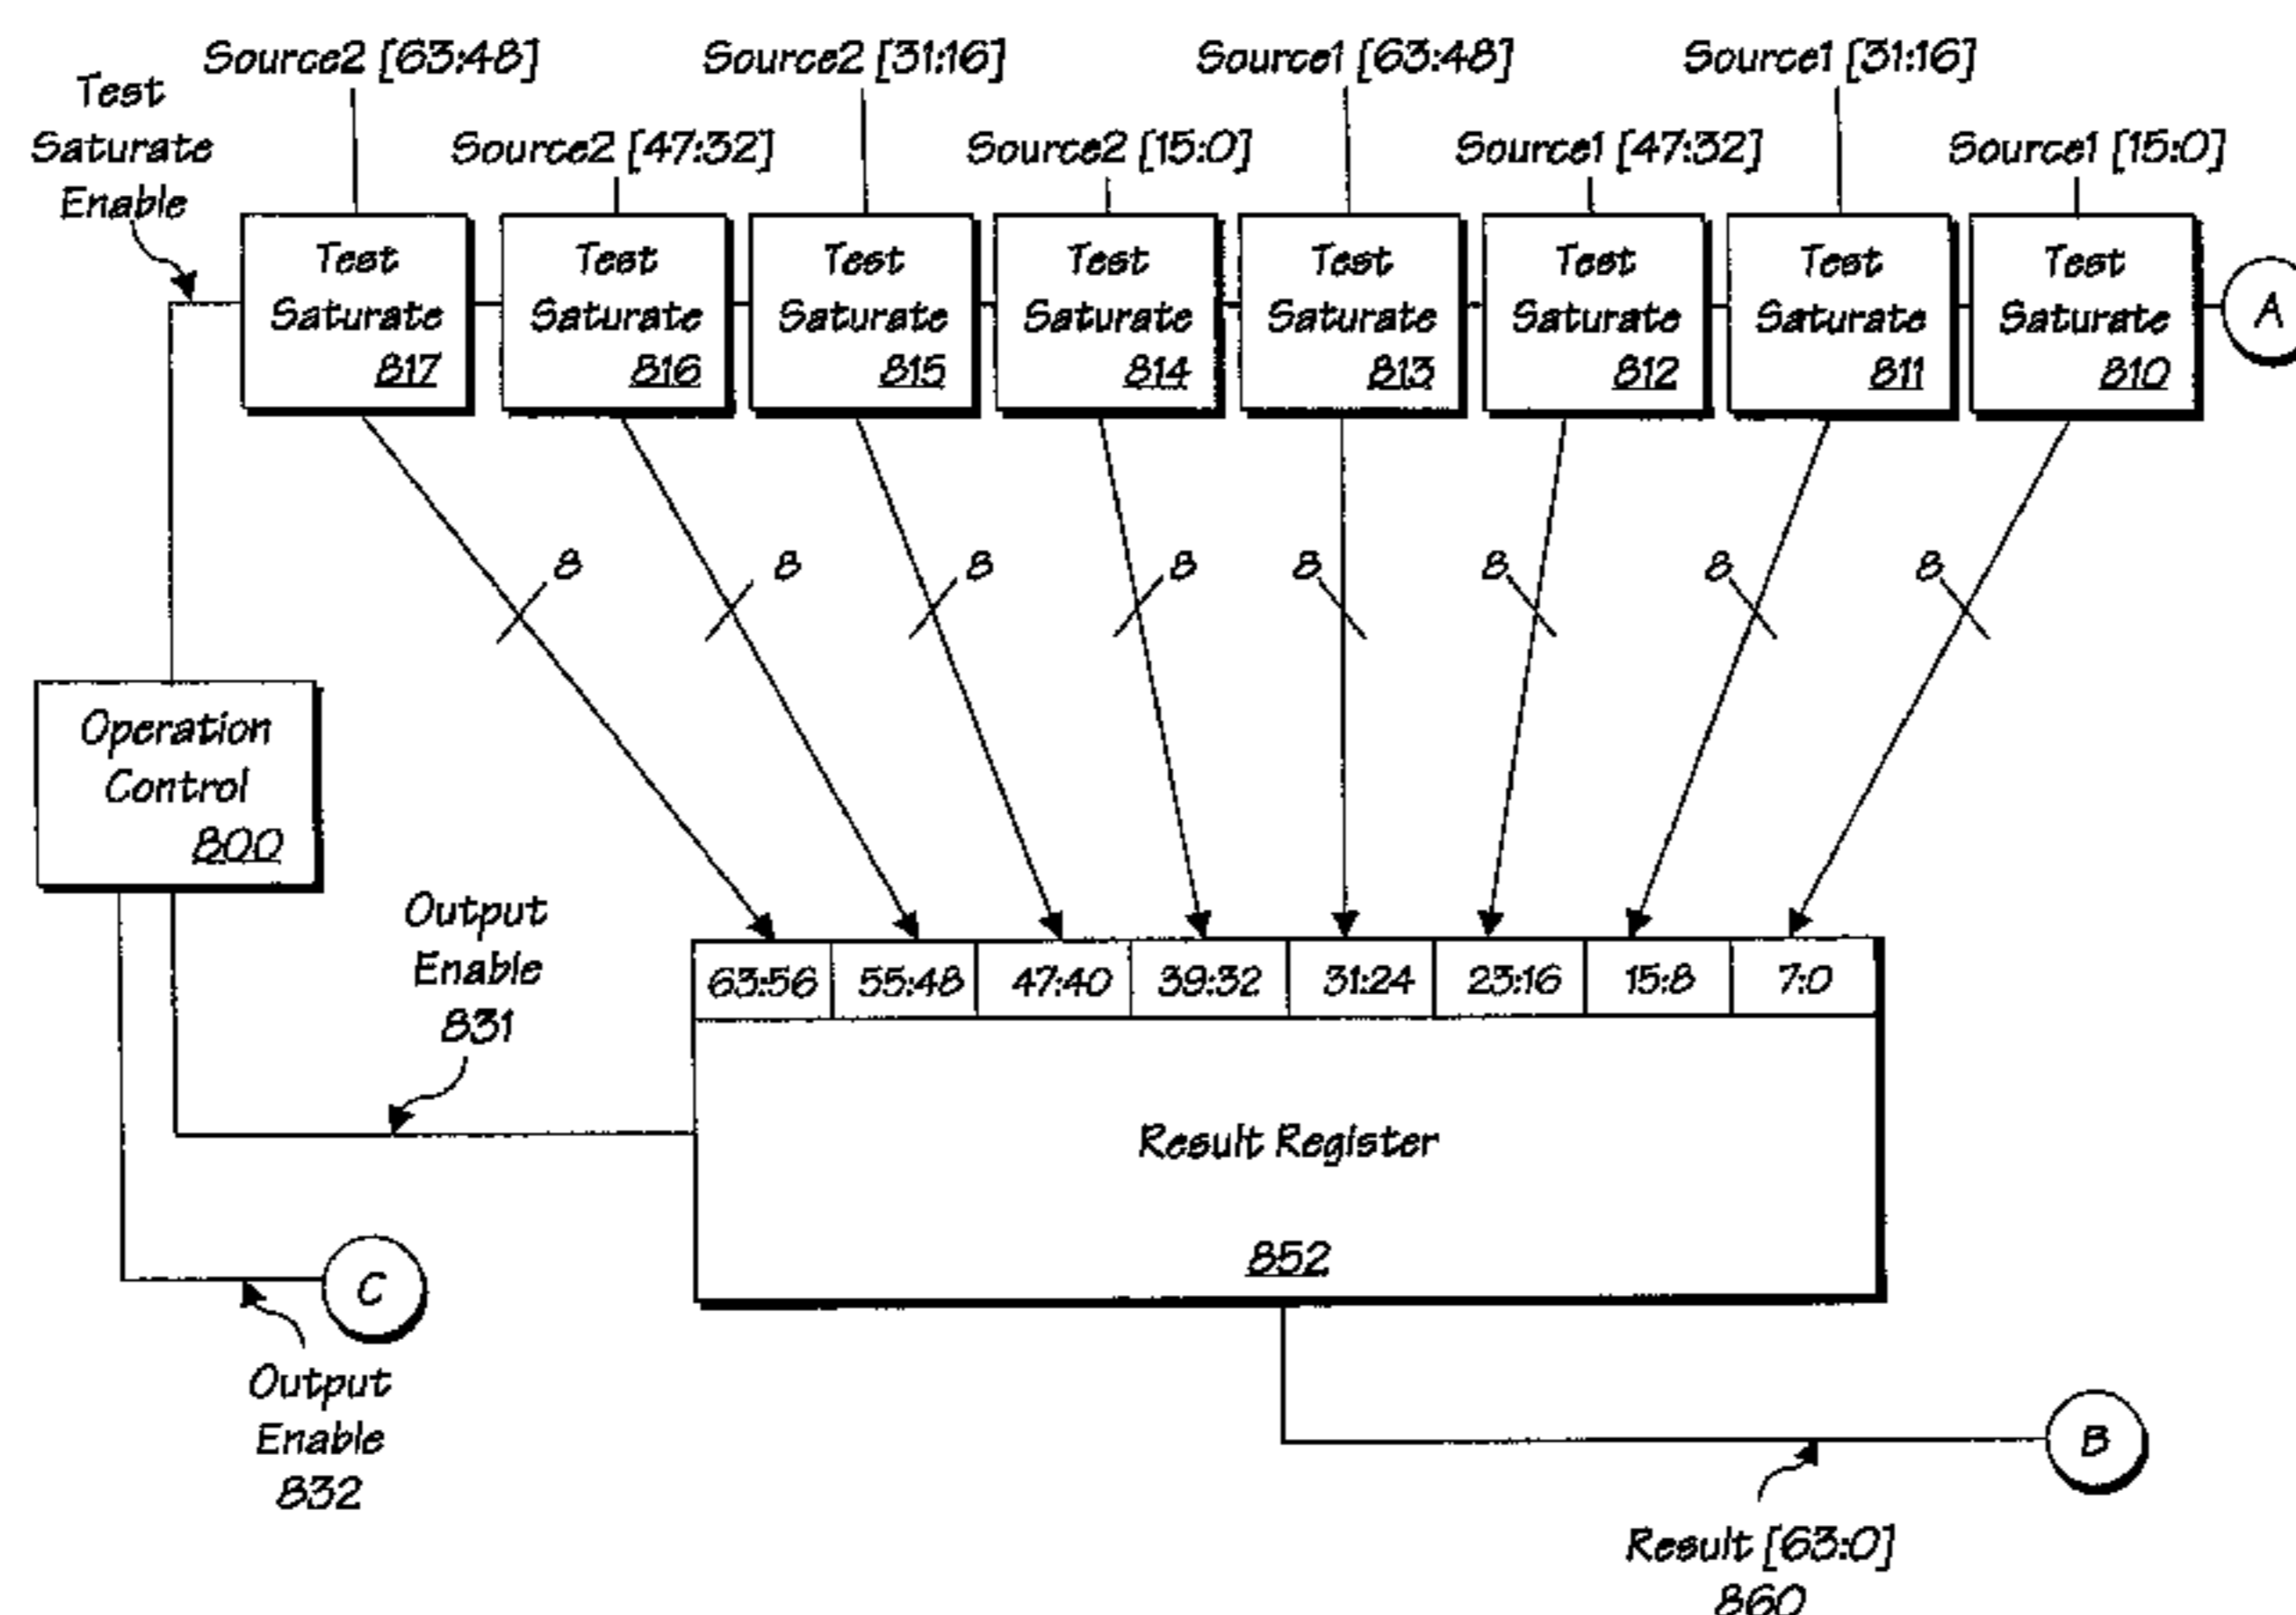 Source2 [63:48]
Source2 [31:16]
Source1 [63:48]
Source1 [31:16]
Test
Saturate
Enable
Source2 [47:32]
Source2 [15:0]
Source1 [47:32]
Source1 [15:0]
Test
Saturate
817
Test
Saturate
816
Test
Saturate
815
Test
Saturate
814
Test
Saturate
813
Test
Saturate
812
Test
Saturate
811
Test
Saturate
810
A
8
8
8
8
8
8
8
8
Operation
Control
800
Output
Enable
831
63:56
55:48
47:40
39:32
31:24
23:16
15:8
7:0
Result Register
852
C
Output
Enable
832
B
Result [63:0]
860